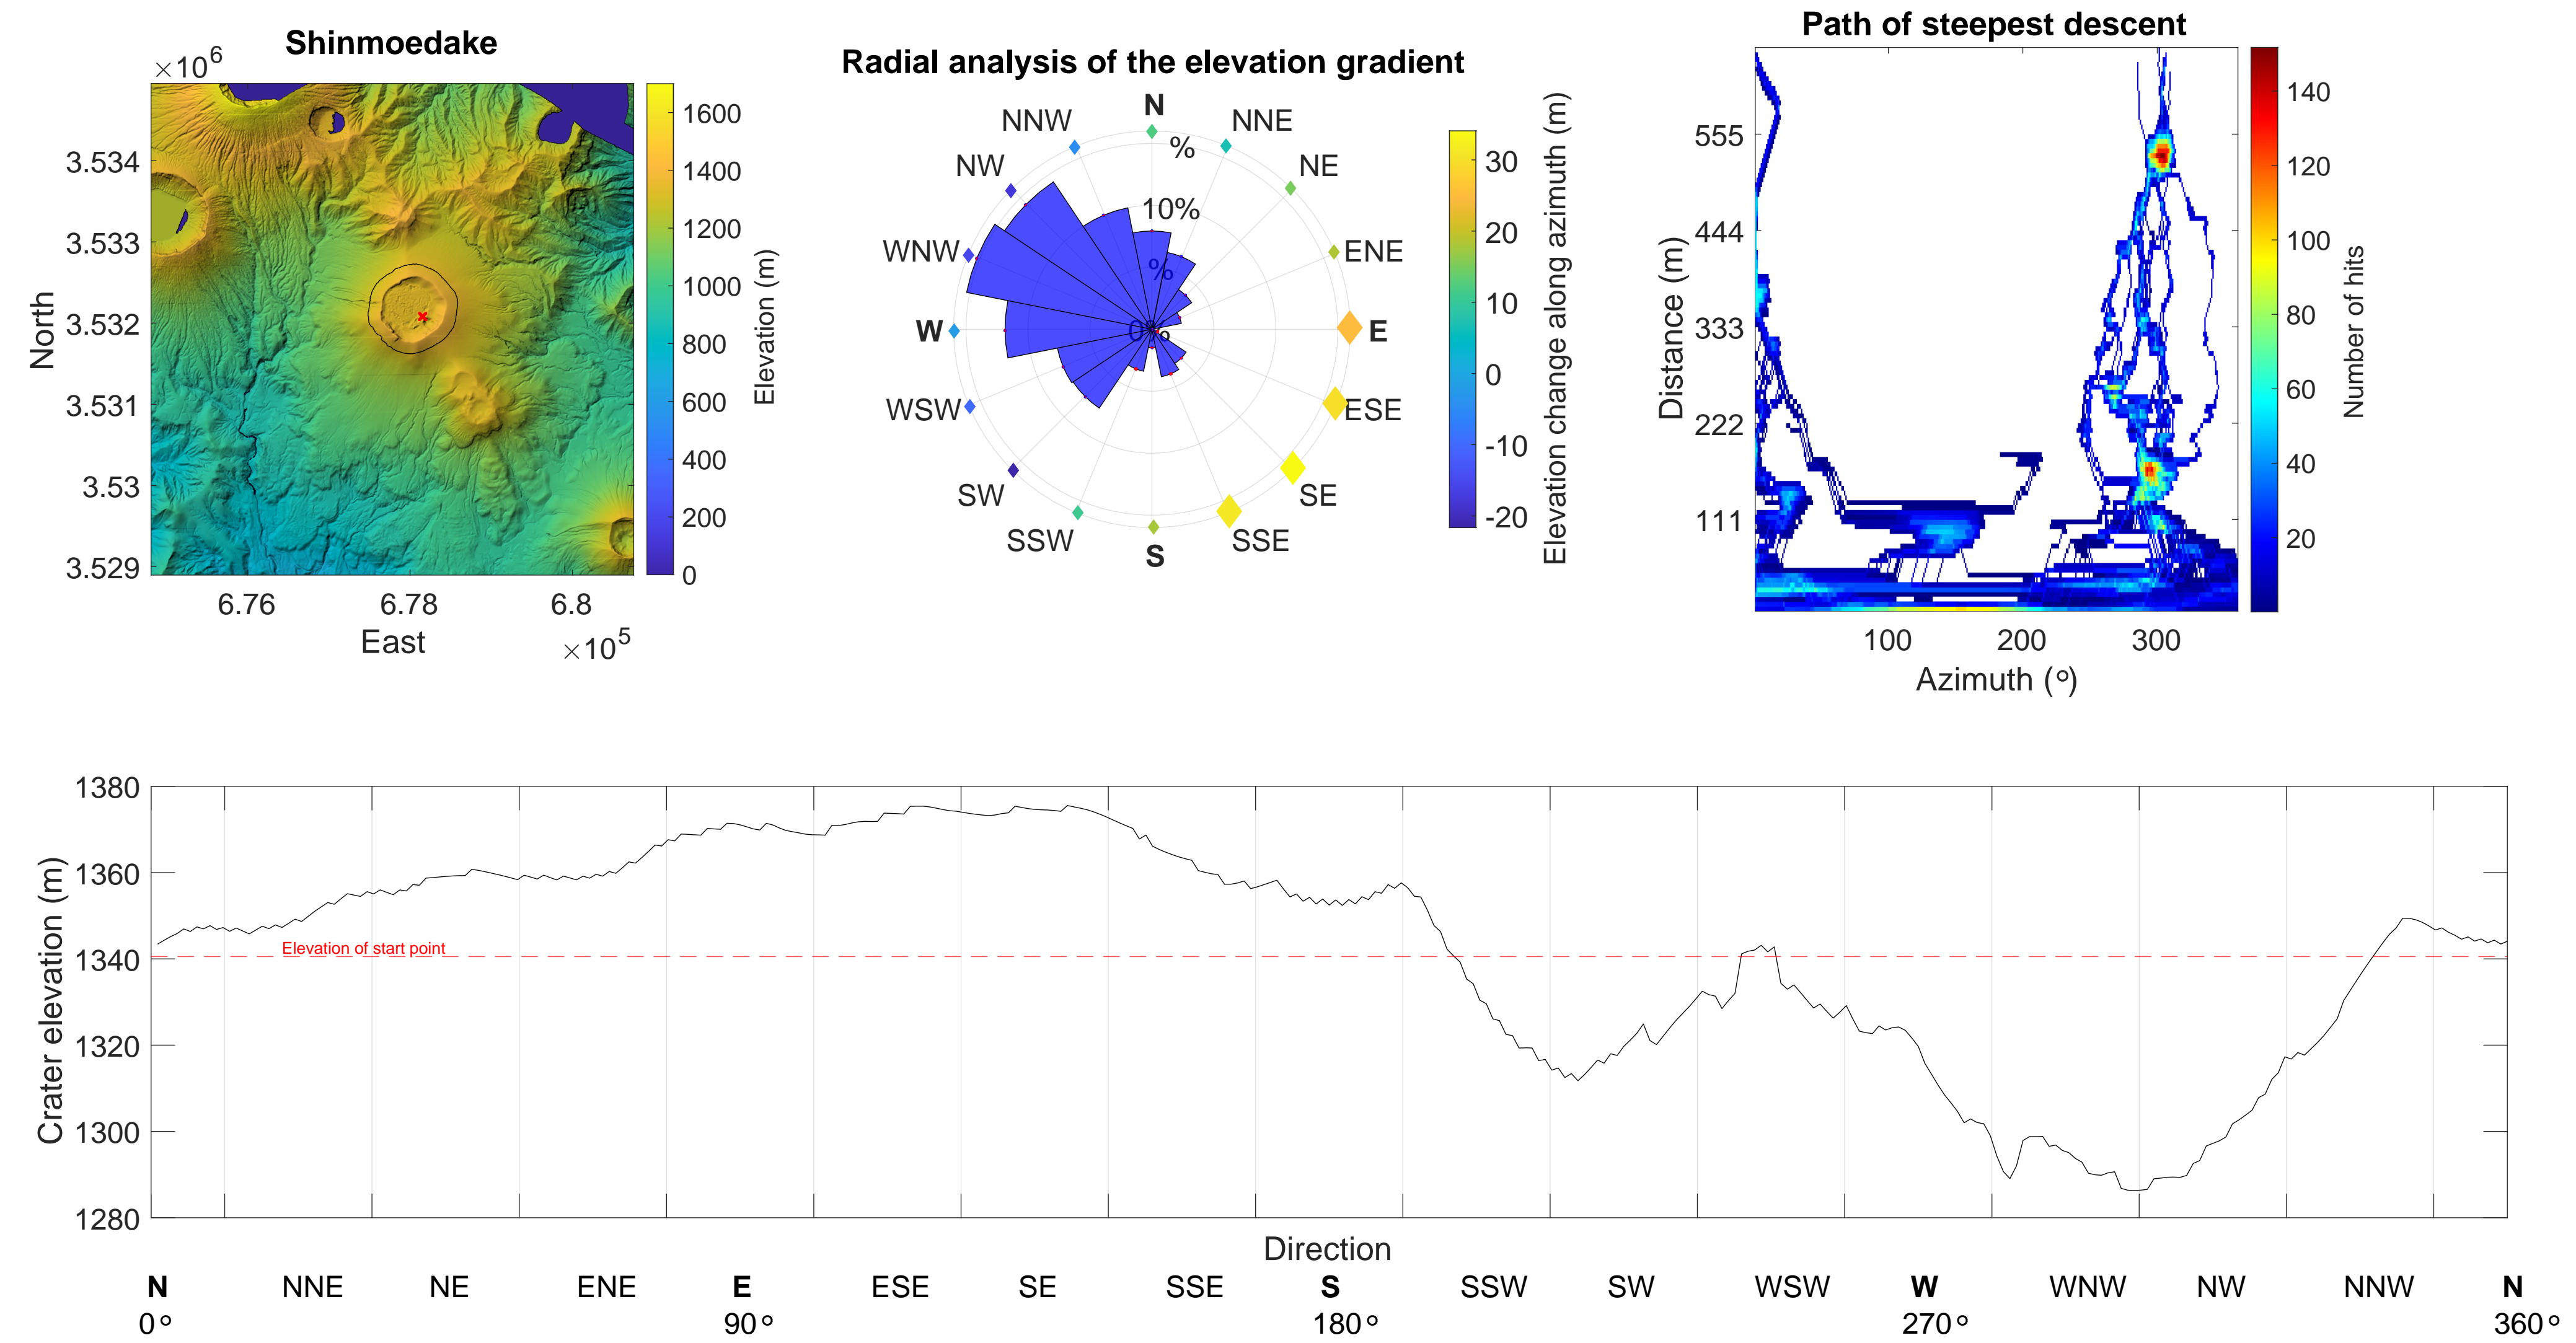 Shinmoedake
×10⁶
3.534
3.533
3.532
3.531
3.53
3.529
North
6.76
6.78
6.8
East
×10⁵
1600
1400
1200
1000
800
600
400
200
0
Elevation (m)
Radial analysis of the elevation gradient
N
NNE
NE
ENE
E
ESE
SE
SSE
S
SSW
SW
WSW
W
WNW
NW
NNW
%
10%
%
0%
30
20
10
0
-10
-20
Elevation change along azimuth (m)
Path of steepest descent
555
444
333
222
111
Distance (m)
100
200
300
Azimuth (°)
140
120
100
80
60
40
20
Number of hits
1380
1360
1340
1320
1300
1280
Crater elevation (m)
Elevation of start point
Direction
N NNE NE ENE E ESE SE SSE S SSW SW WSW W WNW NW NNW N
0° 90° 180° 270° 360°